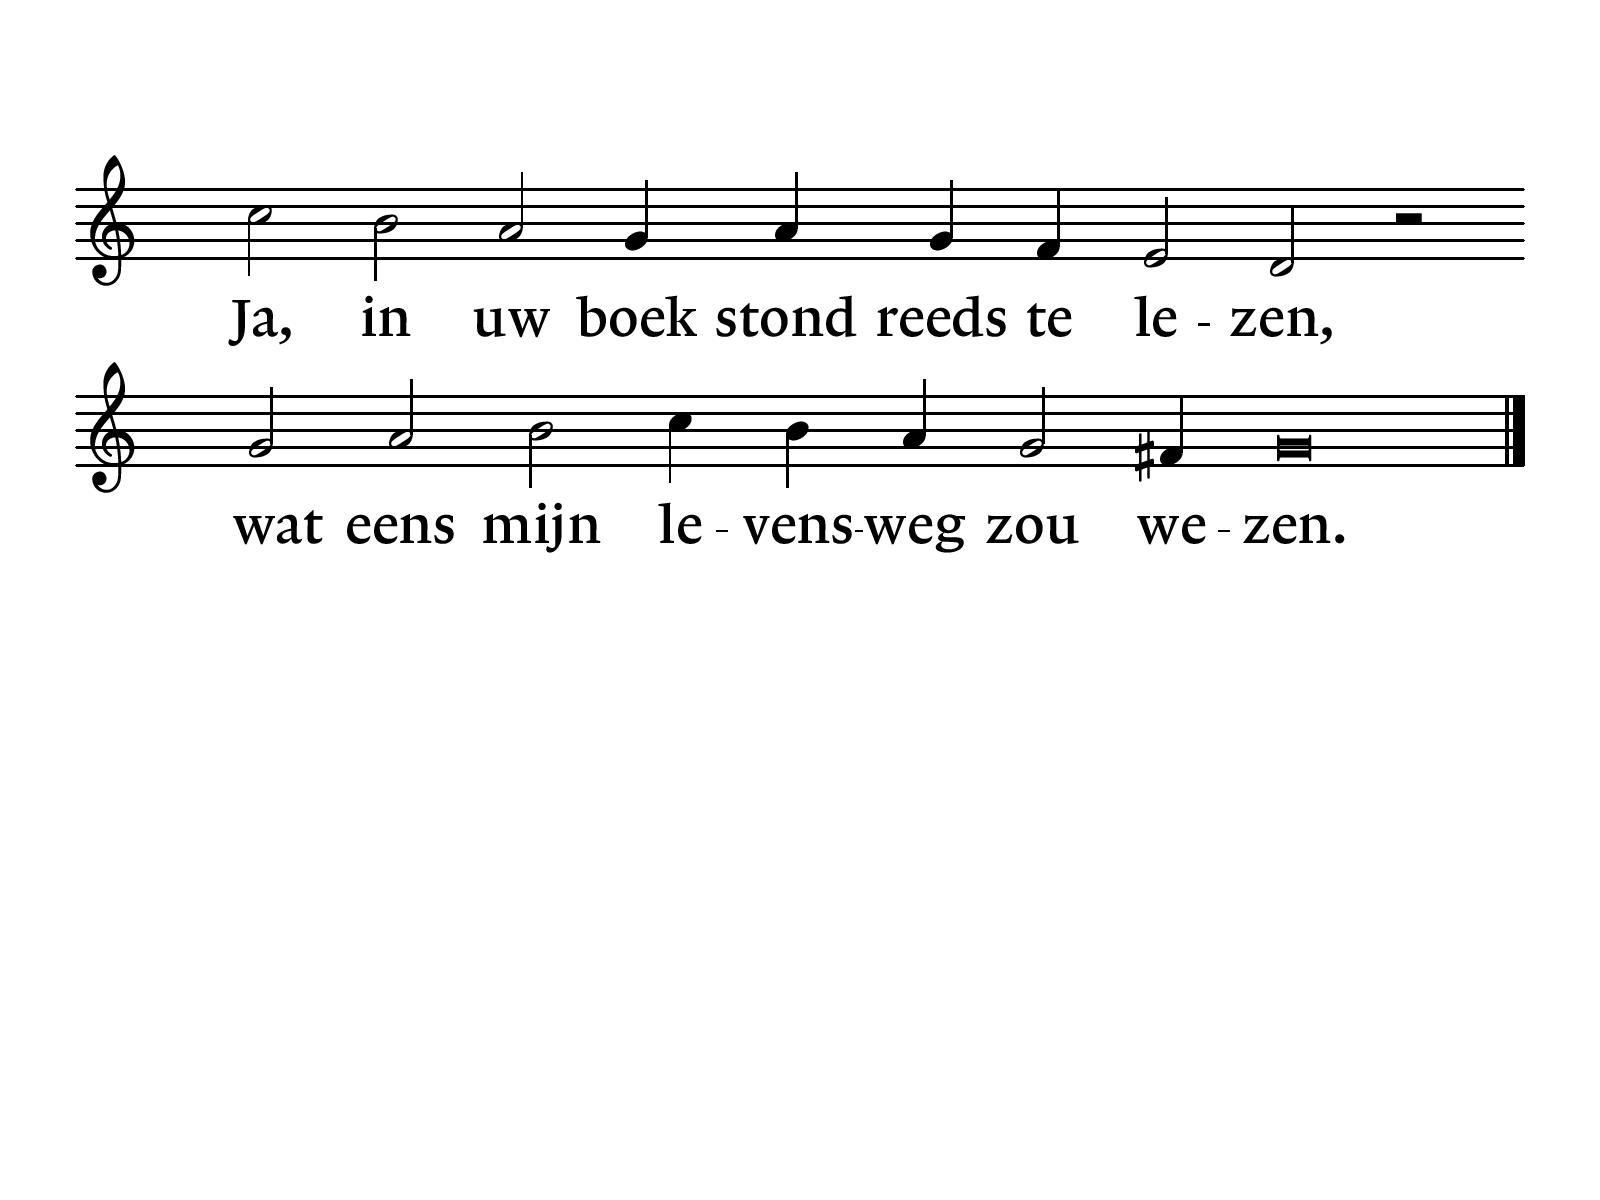 Ja, in uw boek stond reeds te le - zen,
wat eens mijn le - vens-weg zou we - zen.